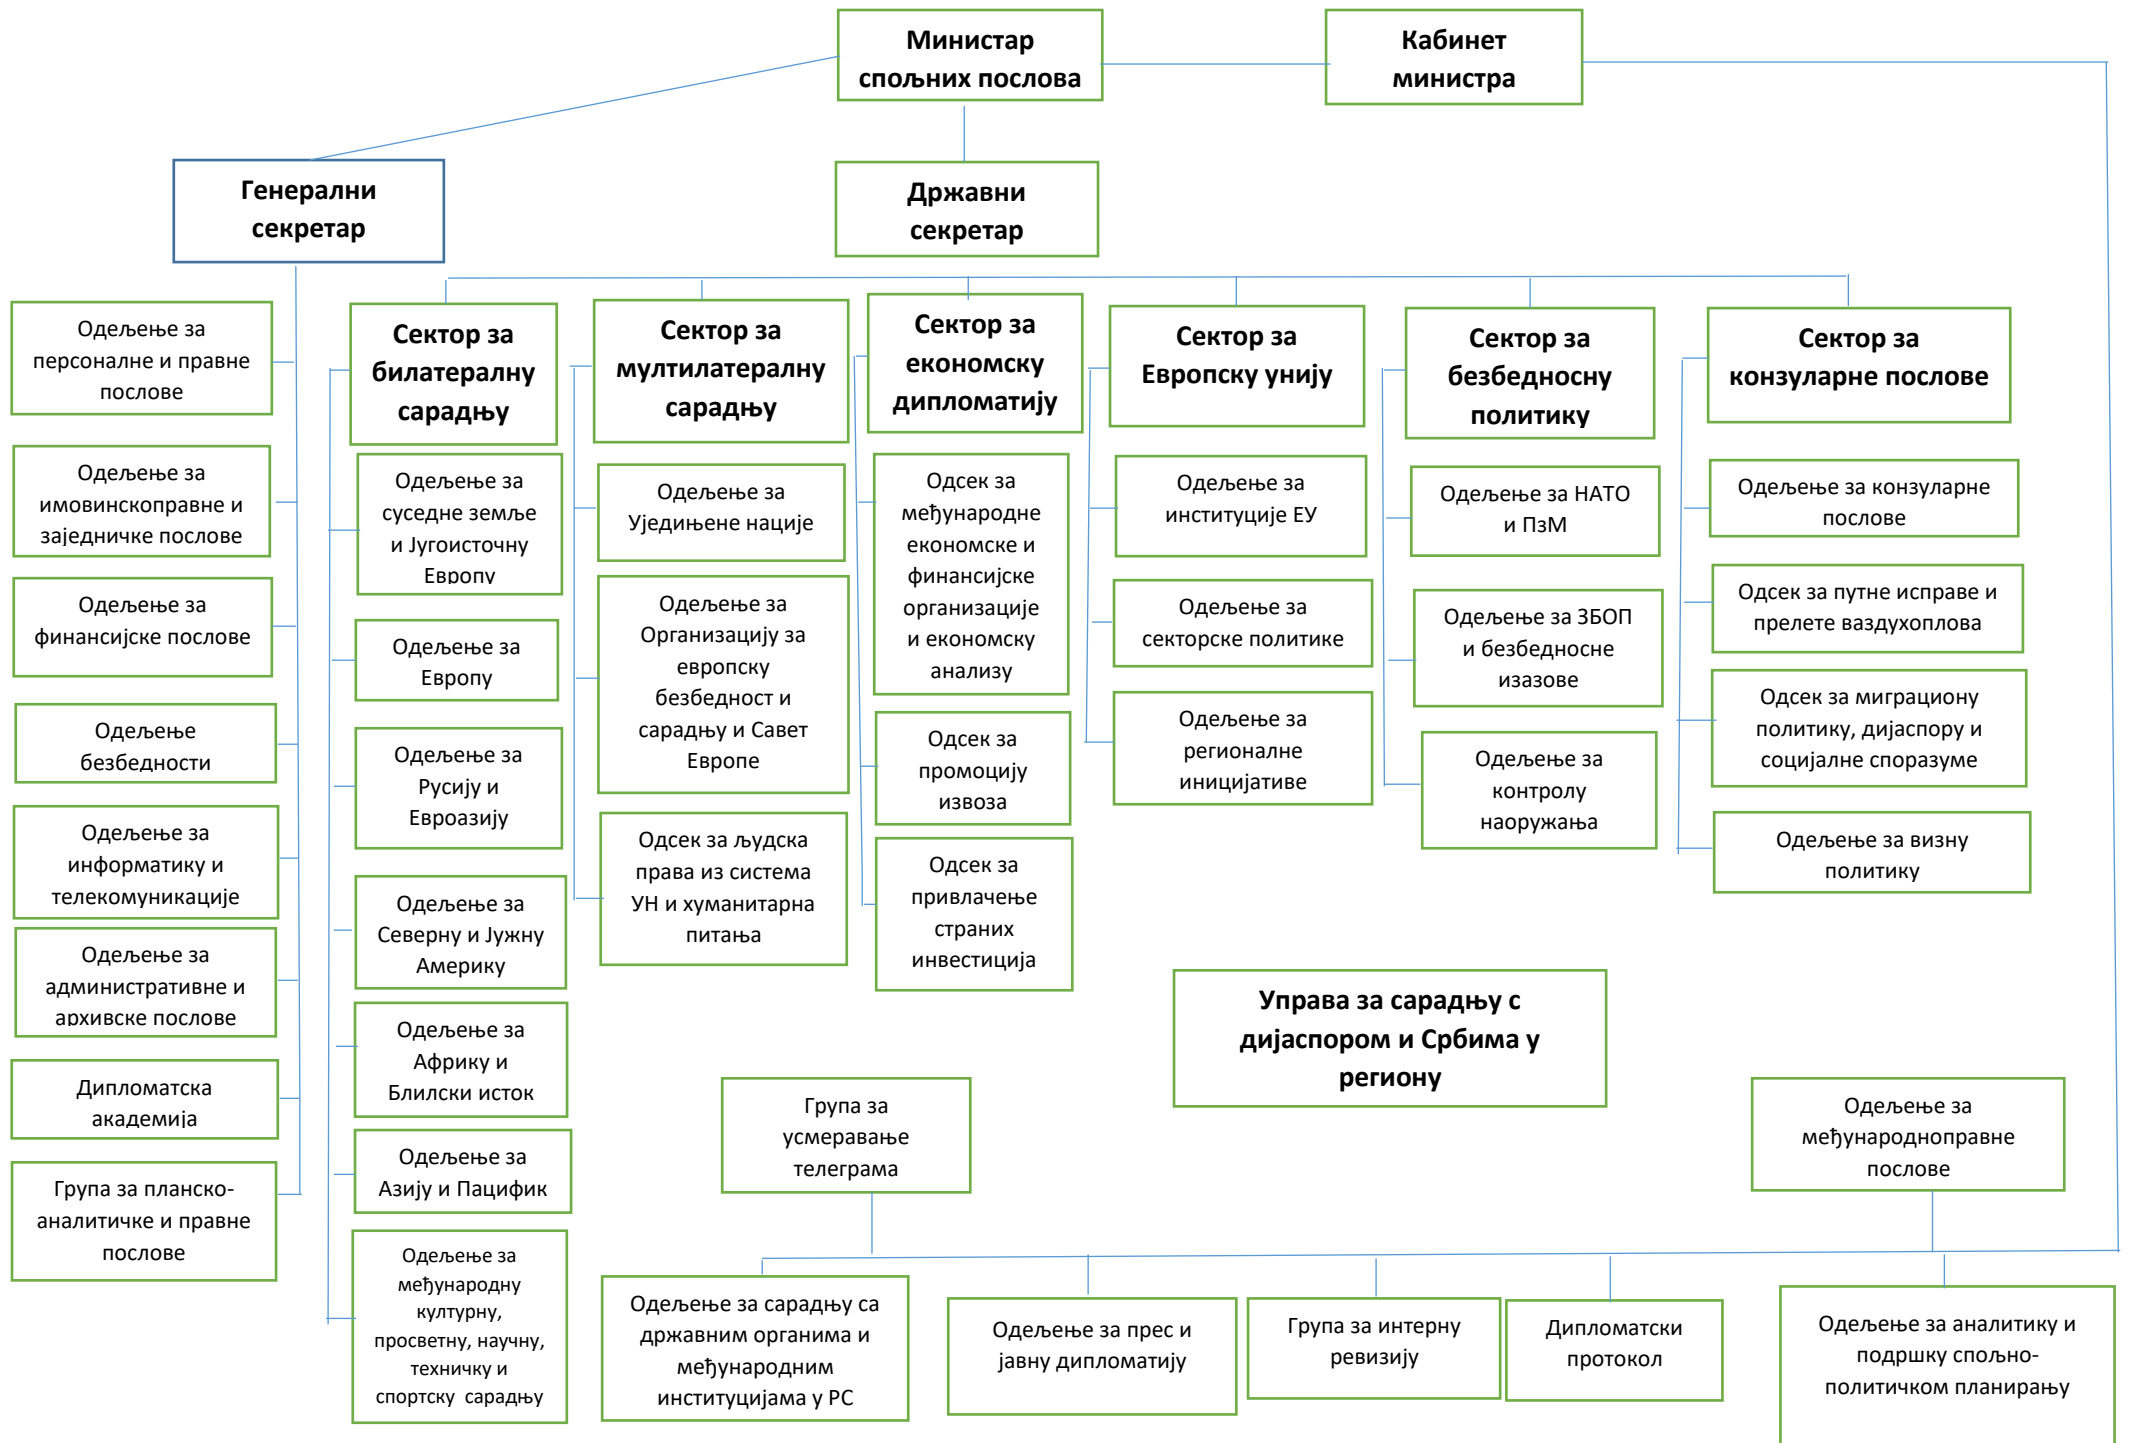 Министар
спољних послова
Кабинет
министра
Генерални
секретар
Државни
секретар
Одељење за
персоналне и правне
послове
Одељење за
имовинскоправне и
заједничке послове
Одељење за
финансијске послове
Одељење
безбедности
Одељење за
информатику и
телекомуникације
Одељење за
административне и
архивске послове
Дипломатска
академија
Група за планско-
аналитичке и правне
послове
Сектор за
билатералну
сарадњу
Одељење за
суседне земље
и Југоисточну
Европу
Одељење за
Европу
Одељење за
Русију и
Евроазију
Одељење за
Северну и Јужну
Америку
Одељење за
Африку и
Блилски исток
Одељење за
Азију и Пацифик
Одељење за
међународну
културну,
просветну, научну,
техничку и
спортску сарадњу
Сектор за
мултилатералну
сарадњу
Одељење за
Уједињене нације
Одељење за
Организацију за
европску
безбедност и
сарадњу и Савет
Европе
Одсек за људска
права из система
УН и хуманитарна
питања
Сектор за
економску
дипломатију
Одсек за
међународне
економске и
финансијске
организације
и економску
анализу
Одсек за
промоцију
извоза
Одсек за
привлачење
страних
инвестиција
Сектор за
Европску унију
Одељење за
институције ЕУ
Одељење за
секторске политике
Одељење за
регионалне
иницијативе
Сектор за
безбедносну
политику
Одељење за НАТО
и ПзМ
Одељење за ЗБОП
и безбедносне
изазове
Одељење за
контролу
наоружања
Сектор за
конзуларне послове
Одељење за конзуларне
послове
Одсек за путне исправе и
прелете ваздухоплова
Одсек за миграциону
политику, дијаспору и
социјалне споразуме
Одељење за визну
политику
Управа за сарадњу с
дијаспором и Србима у
региону
Група за
усмеравање
телеграма
Одељење за
међународноправне
послове
Одељење за сарадњу са
државним органима и
међународним
институцијама у РС
Одељење за прес и
јавну дипломатију
Група за интерну
ревизију
Дипломатски
протокол
Одељење за аналитику и
подршку спољно-
политичком планирању